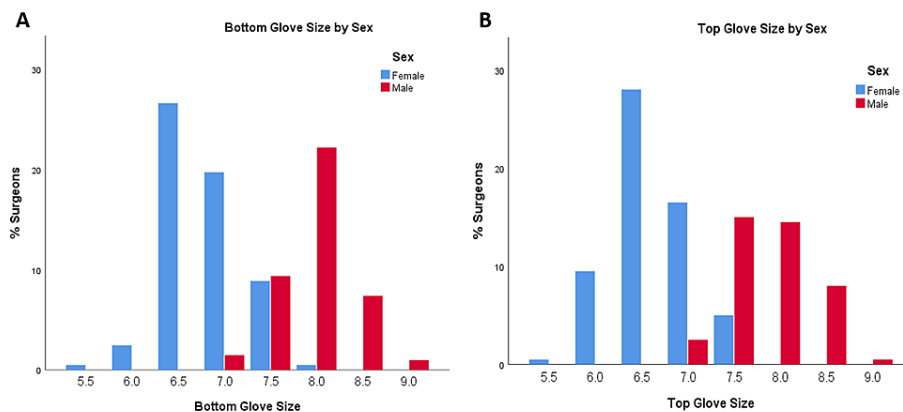 A
Bottom Glove Size by Sex
Sex
Female
Male
30
20
10
0
% Surgeons
5.5 6.0 6.5 7.0 7.5 8.0 8.5 9.0
Bottom Glove Size
B
Top Glove Size by Sex
Sex
Female
Male
30
20
10
0
% Surgeons
5.5 6.0 6.5 7.0 7.5 8.0 8.5 9.0
Top Glove Size